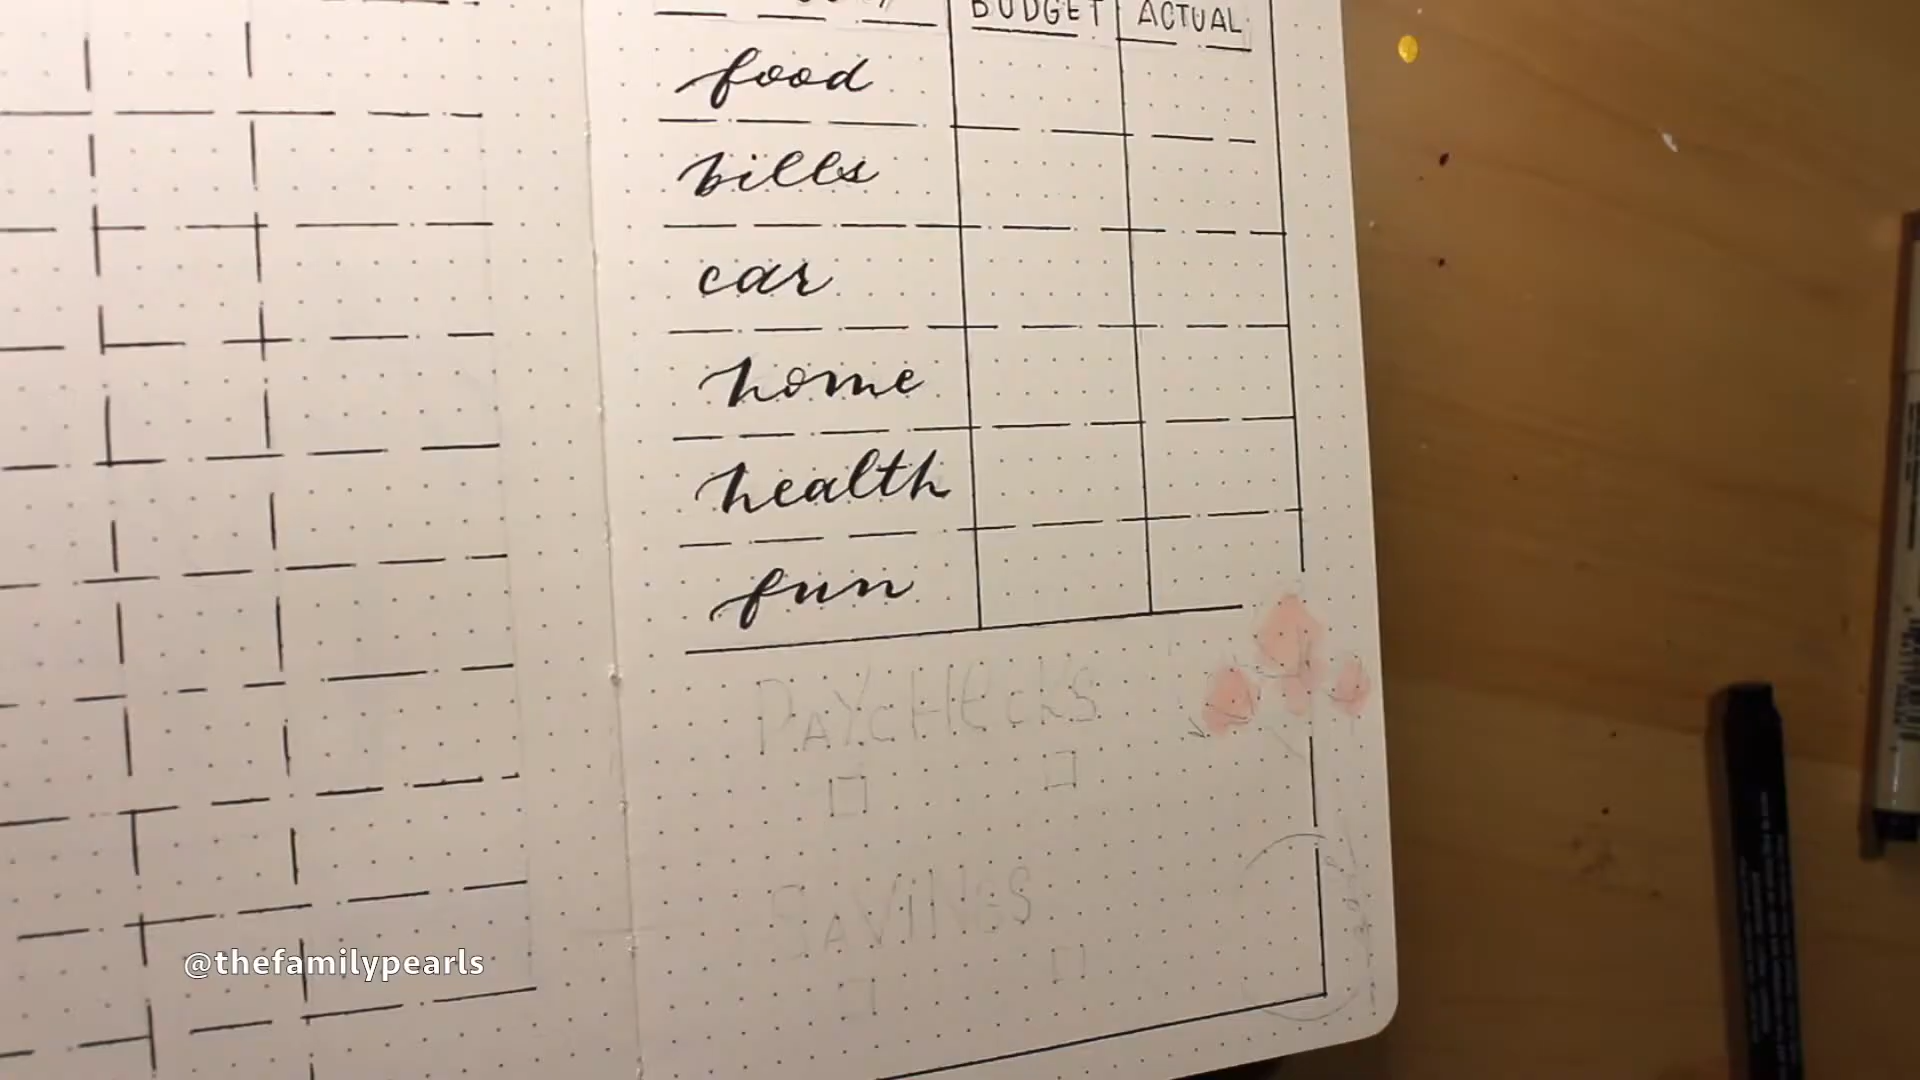 BUDGET ACTUAL
food
bills
car
home
health
fun
PAYCHECKS
SAVINGS
@thefamilypearls